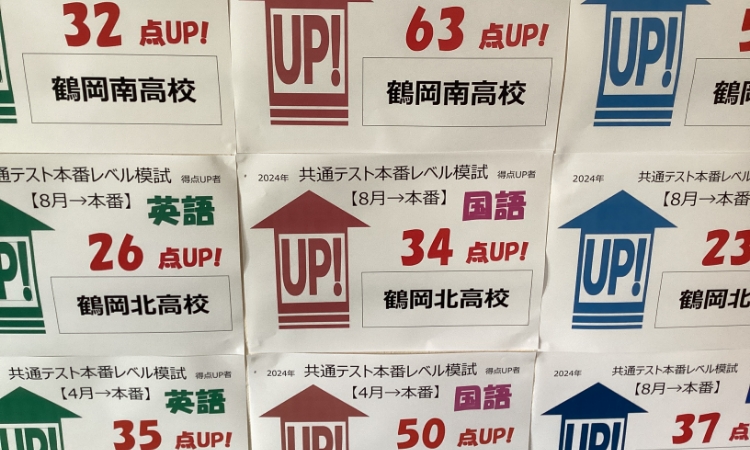 32 点UP!
鶴岡南高校
UP!
63 点UP!
鶴岡南高校
UP!
鶴岡
通テスト本番レベル模試 得点UP者
【8月→本番】
英語
26 点UP!
鶴岡北高校
2024年 共通テスト本番レベル模試 得点UP者
【8月→本番】
国語
UP!
34 点UP!
鶴岡北高校
2024年 共通テスト本番レベル模
【8月→本番】
UP!
23
鶴岡北
共通テスト本番レベル模試 得点UP者
【4月→本番】
英語
UP!
35 点UP!
2024年 共通テスト本番レベル模試 得点UP者
【4月→本番】
国語
UP!
50 点UP!
2024年 共通テスト本番レベル模試
【8月→本番】
UP!
37 点